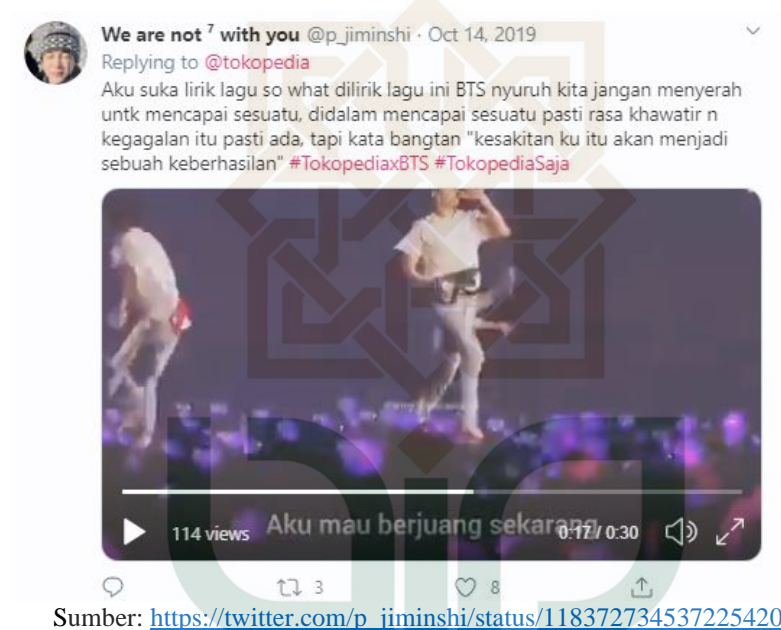 We are not ⁷ with you @p_jiminshi · Oct 14, 2019
Replying to @tokopedia
Aku suka lirik lagu so what dilirik lagu ini BTS nyuruh kita jangan menyerah
untk mencapai sesuatu, didalam mencapai sesuatu pasti rasa khawatir n
kegagalan itu pasti ada, tapi kata bangtan "kesakitan ku itu akan menjadi
sebuah keberhasilan" #TokopediaxBTS #TokopediaSaja
114 views Aku mau berjuang sekarang 0:17 / 0:30
3 8
Sumber: https://twitter.com/p_jiminshi/status/118372734537225420